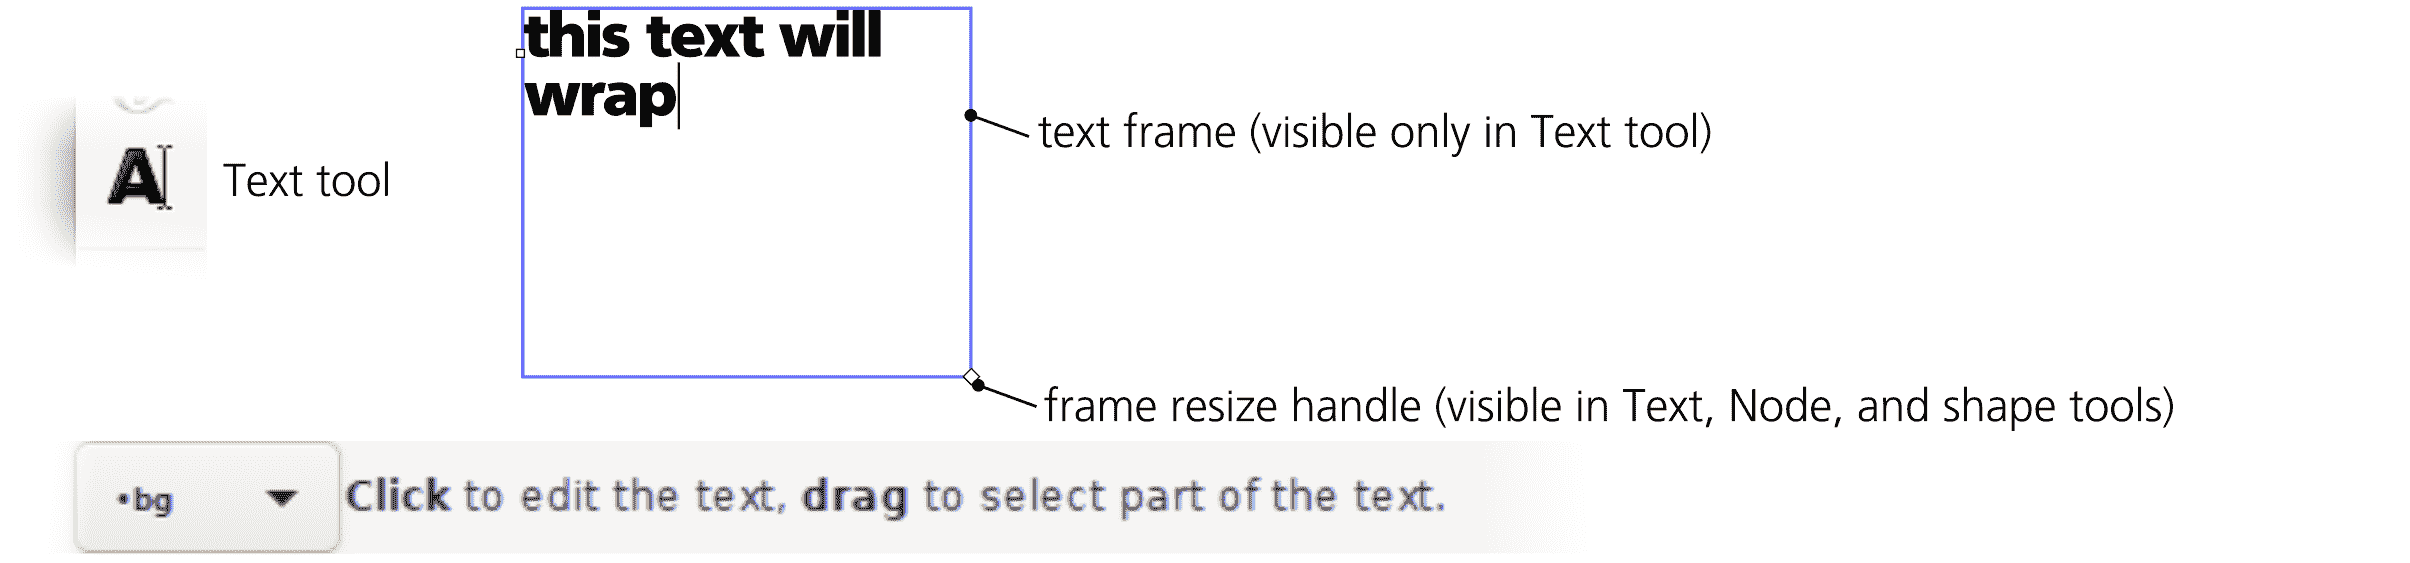 this text will
wrap
text frame (visible only in Text tool)
A
Text tool
frame resize handle (visible in Text, Node, and shape tools)
•bg
Click to edit the text, drag to select part of the text.